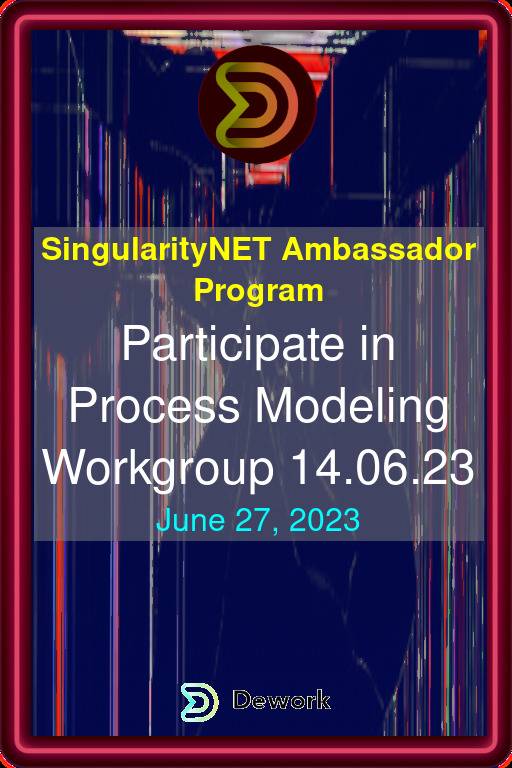 SingularityNET Ambassador
Program
Participate in
Process Modeling
Workgroup 14.06.23
June 27, 2023
Dework